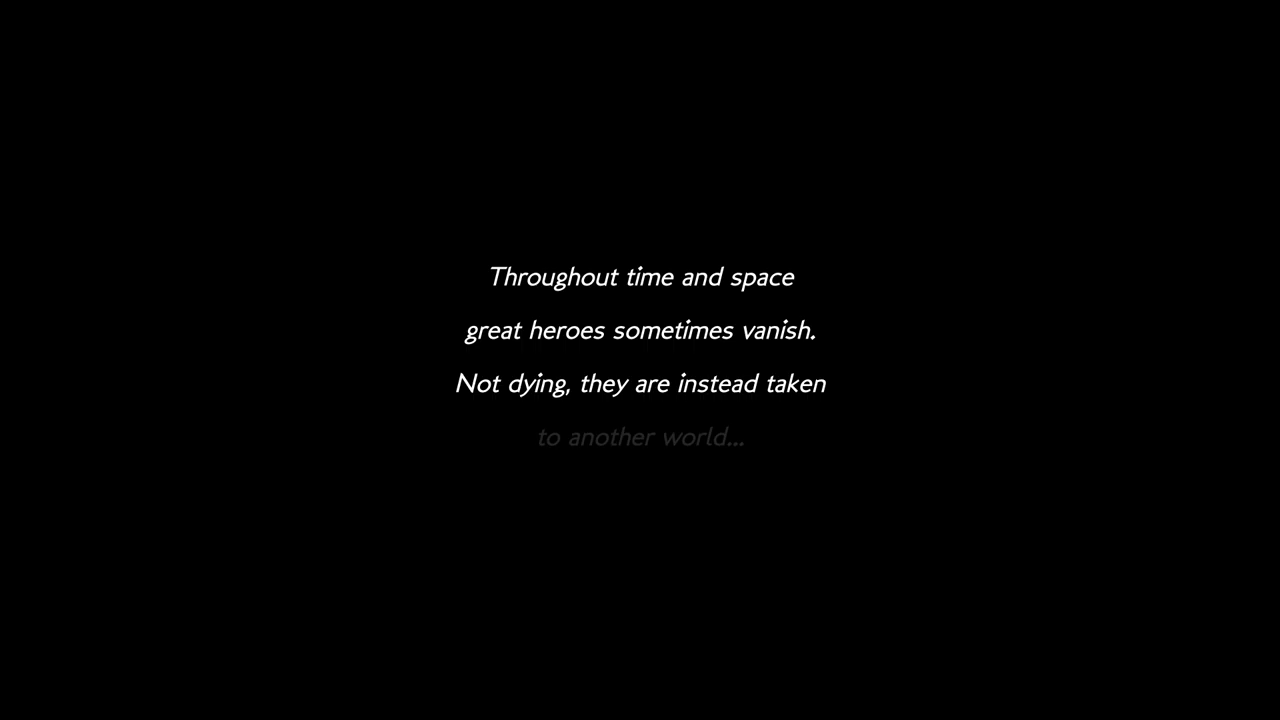 Throughout time and space
great heroes sometimes vanish.
Not dying, they are instead taken
to another world...